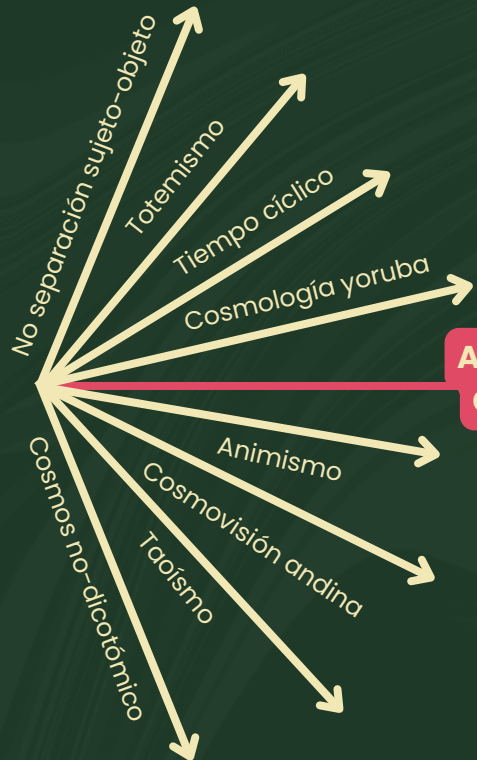 No separación sujeto-objeto
Totemismo
Tiempo cíclico
Cosmología yoruba
A
Animismo
Cosmovisión andina
Taoísmo
Cosmos no-dicotómico